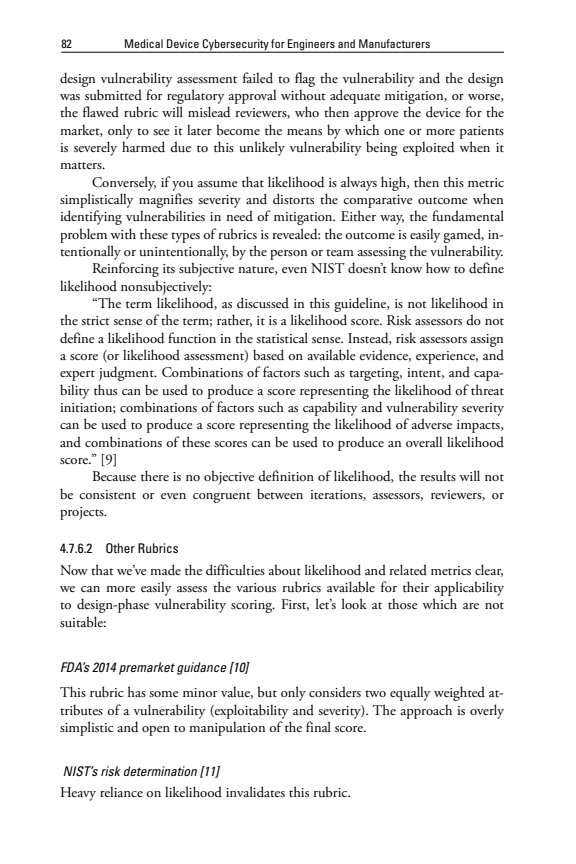 82 Medical Device Cybersecurity for Engineers and Manufacturers
design vulnerability assessment failed to flag the vulnerability and the design
was submitted for regulatory approval without adequate mitigation, or worse,
the flawed rubric will mislead reviewers, who then approve the device for the
market, only to see it later become the means by which one or more patients
is severely harmed due to this unlikely vulnerability being exploited when it
matters.
Conversely, if you assume that likelihood is always high, then this metric
simplistically magnifies severity and distorts the comparative outcome when
identifying vulnerabilities in need of mitigation. Either way, the fundamental
problem with these types of rubrics is revealed: the outcome is easily gamed, in-
tentionally or unintentionally, by the person or team assessing the vulnerability.
Reinforcing its subjective nature, even NIST doesn’t know how to define
likelihood nonsubjectively:
“The term likelihood, as discussed in this guideline, is not likelihood in
the strict sense of the term; rather, it is a likelihood score. Risk assessors do not
define a likelihood function in the statistical sense. Instead, risk assessors assign
a score (or likelihood assessment) based on available evidence, experience, and
expert judgment. Combinations of factors such as targeting, intent, and capa-
bility thus can be used to produce a score representing the likelihood of threat
initiation; combinations of factors such as capability and vulnerability severity
can be used to produce a score representing the likelihood of adverse impacts,
and combinations of these scores can be used to produce an overall likelihood
score.” [9]
Because there is no objective definition of likelihood, the results will not
be consistent or even congruent between iterations, assessors, reviewers, or
projects.
4.7.6.2 Other Rubrics
Now that we’ve made the difficulties about likelihood and related metrics clear,
we can more easily assess the various rubrics available for their applicability
to design-phase vulnerability scoring. First, let’s look at those which are not
suitable:
FDA’s 2014 premarket guidance [10]
This rubric has some minor value, but only considers two equally weighted at-
tributes of a vulnerability (exploitability and severity). The approach is overly
simplistic and open to manipulation of the final score.
NIST’s risk determination [11]
Heavy reliance on likelihood invalidates this rubric.